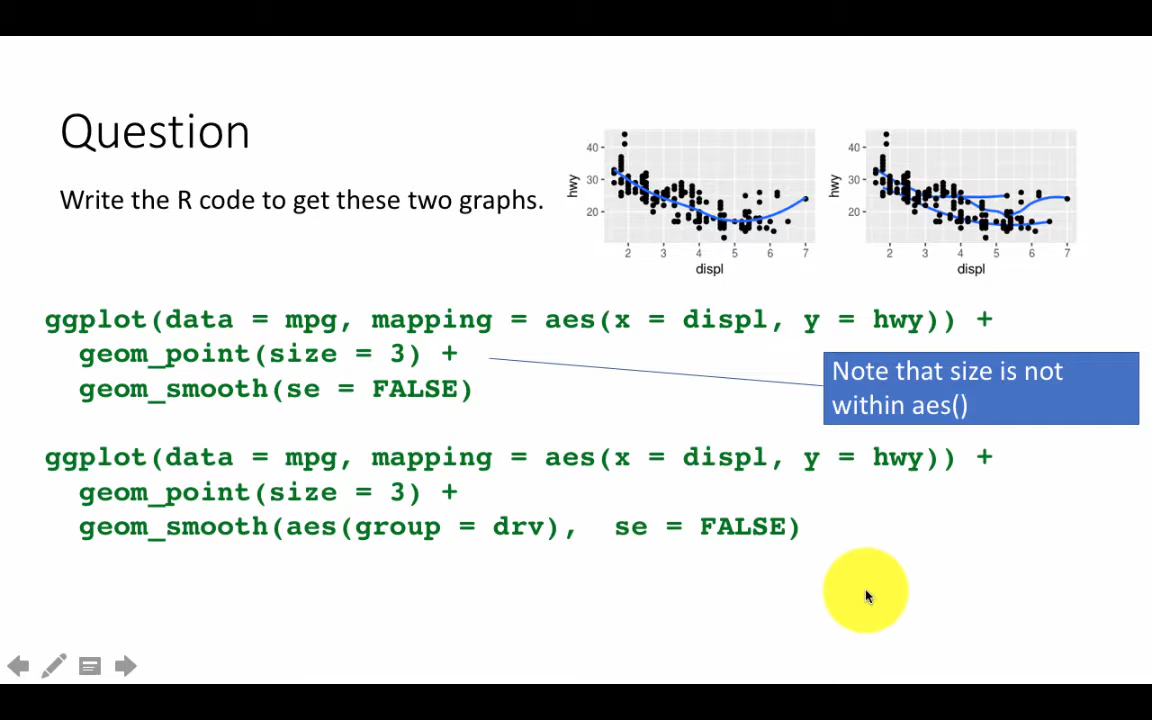 Question
Write the R code to get these two graphs.
40
30
20
hwy
2 3 4 5 6 7
displ
40
30
20
hwy
2 3 4 5 6 7
displ
ggplot(data = mpg, mapping = aes(x = displ, y = hwy)) +
geom_point(size = 3) +
geom_smooth(se = FALSE)
Note that size is not
within aes()
ggplot(data = mpg, mapping = aes(x = displ, y = hwy)) +
geom_point(size = 3) +
geom_smooth(aes(group = drv), se = FALSE)